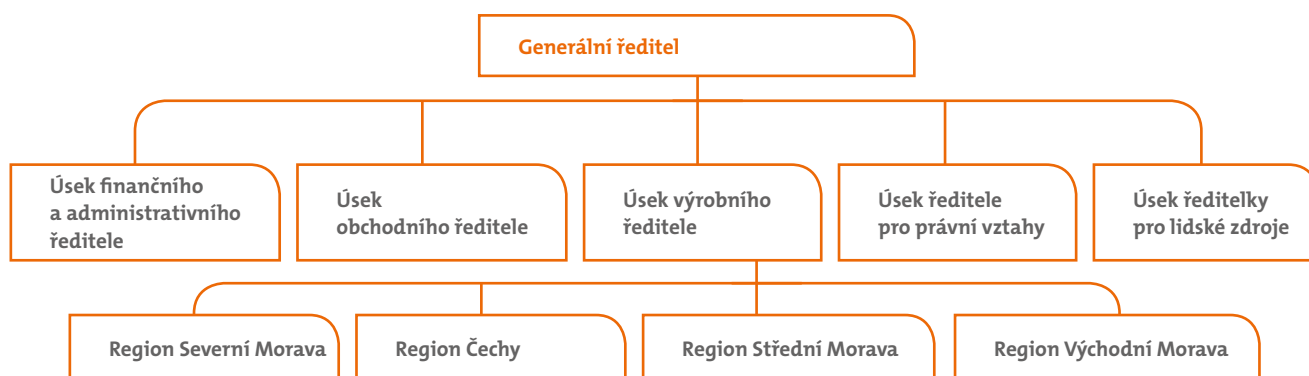 Generální ředitel
Úsek finančního
a administrativního
ředitele
Úsek
obchodního ředitele
Úsek výrobního
ředitele
Úsek ředitele
pro právní vztahy
Úsek ředitelky
pro lidské zdroje
Region Severní Morava
Region Čechy
Region Střední Morava
Region Východní Morava